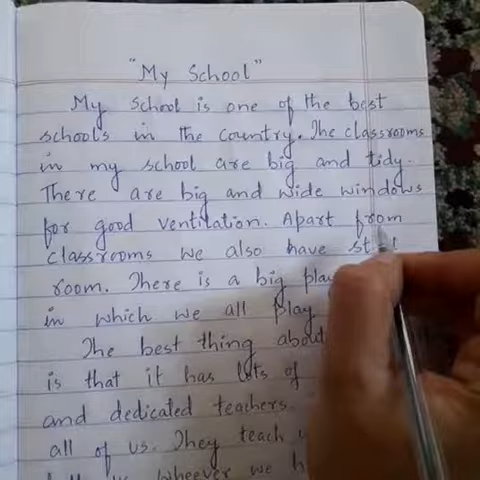 "My School"
My School is one of the best
schools in the country. The classrooms
in my school are big and tidy.
There are big and wide windows
for good ventilation. Apart from
classrooms we also have
room. There is a big
in which we all play
The best thing about
is that it has lots of
and dedicated teachers.
all of us. They teach
we